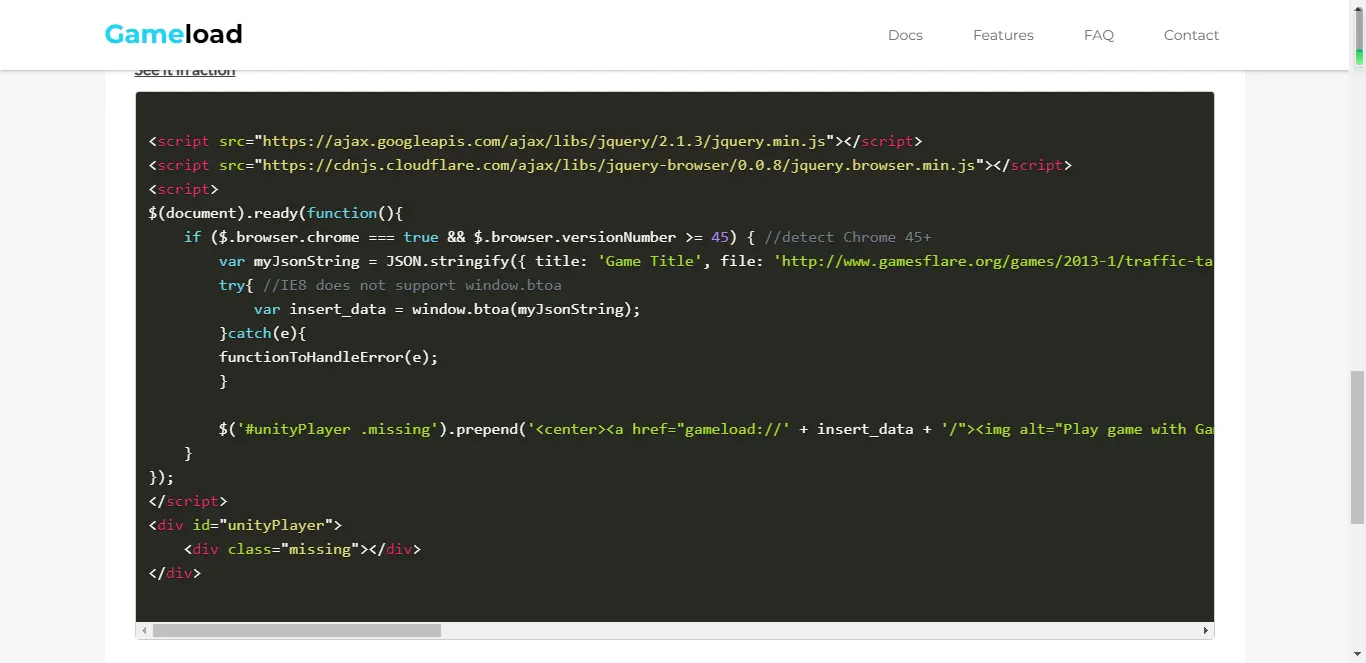 Gameload
Docs
Features
FAQ
Contact
See it in action
<script src="https://ajax.googleapis.com/ajax/libs/jquery/2.1.3/jquery.min.js"></script>
<script src="https://cdnjs.cloudflare.com/ajax/libs/jquery-browser/0.0.8/jquery.browser.min.js"></script>
<script>
$(document).ready(function(){
    if ($.browser.chrome === true && $.browser.versionNumber >= 45) { //detect Chrome 45+
        var myJsonString = JSON.stringify({ title: 'Game Title', file: 'http://www.gamesflare.org/games/2013-1/traffic-ta
        try{ //IE8 does not support window.btoa
            var insert_data = window.btoa(myJsonString);
        }catch(e){
        functionToHandleError(e);
        }
        $('#unityPlayer .missing').prepend('<center><a href="gameload://' + insert_data + '/"><img alt="Play game with Ga
    }
});
</script>
<div id="unityPlayer">
    <div class="missing"></div>
</div>